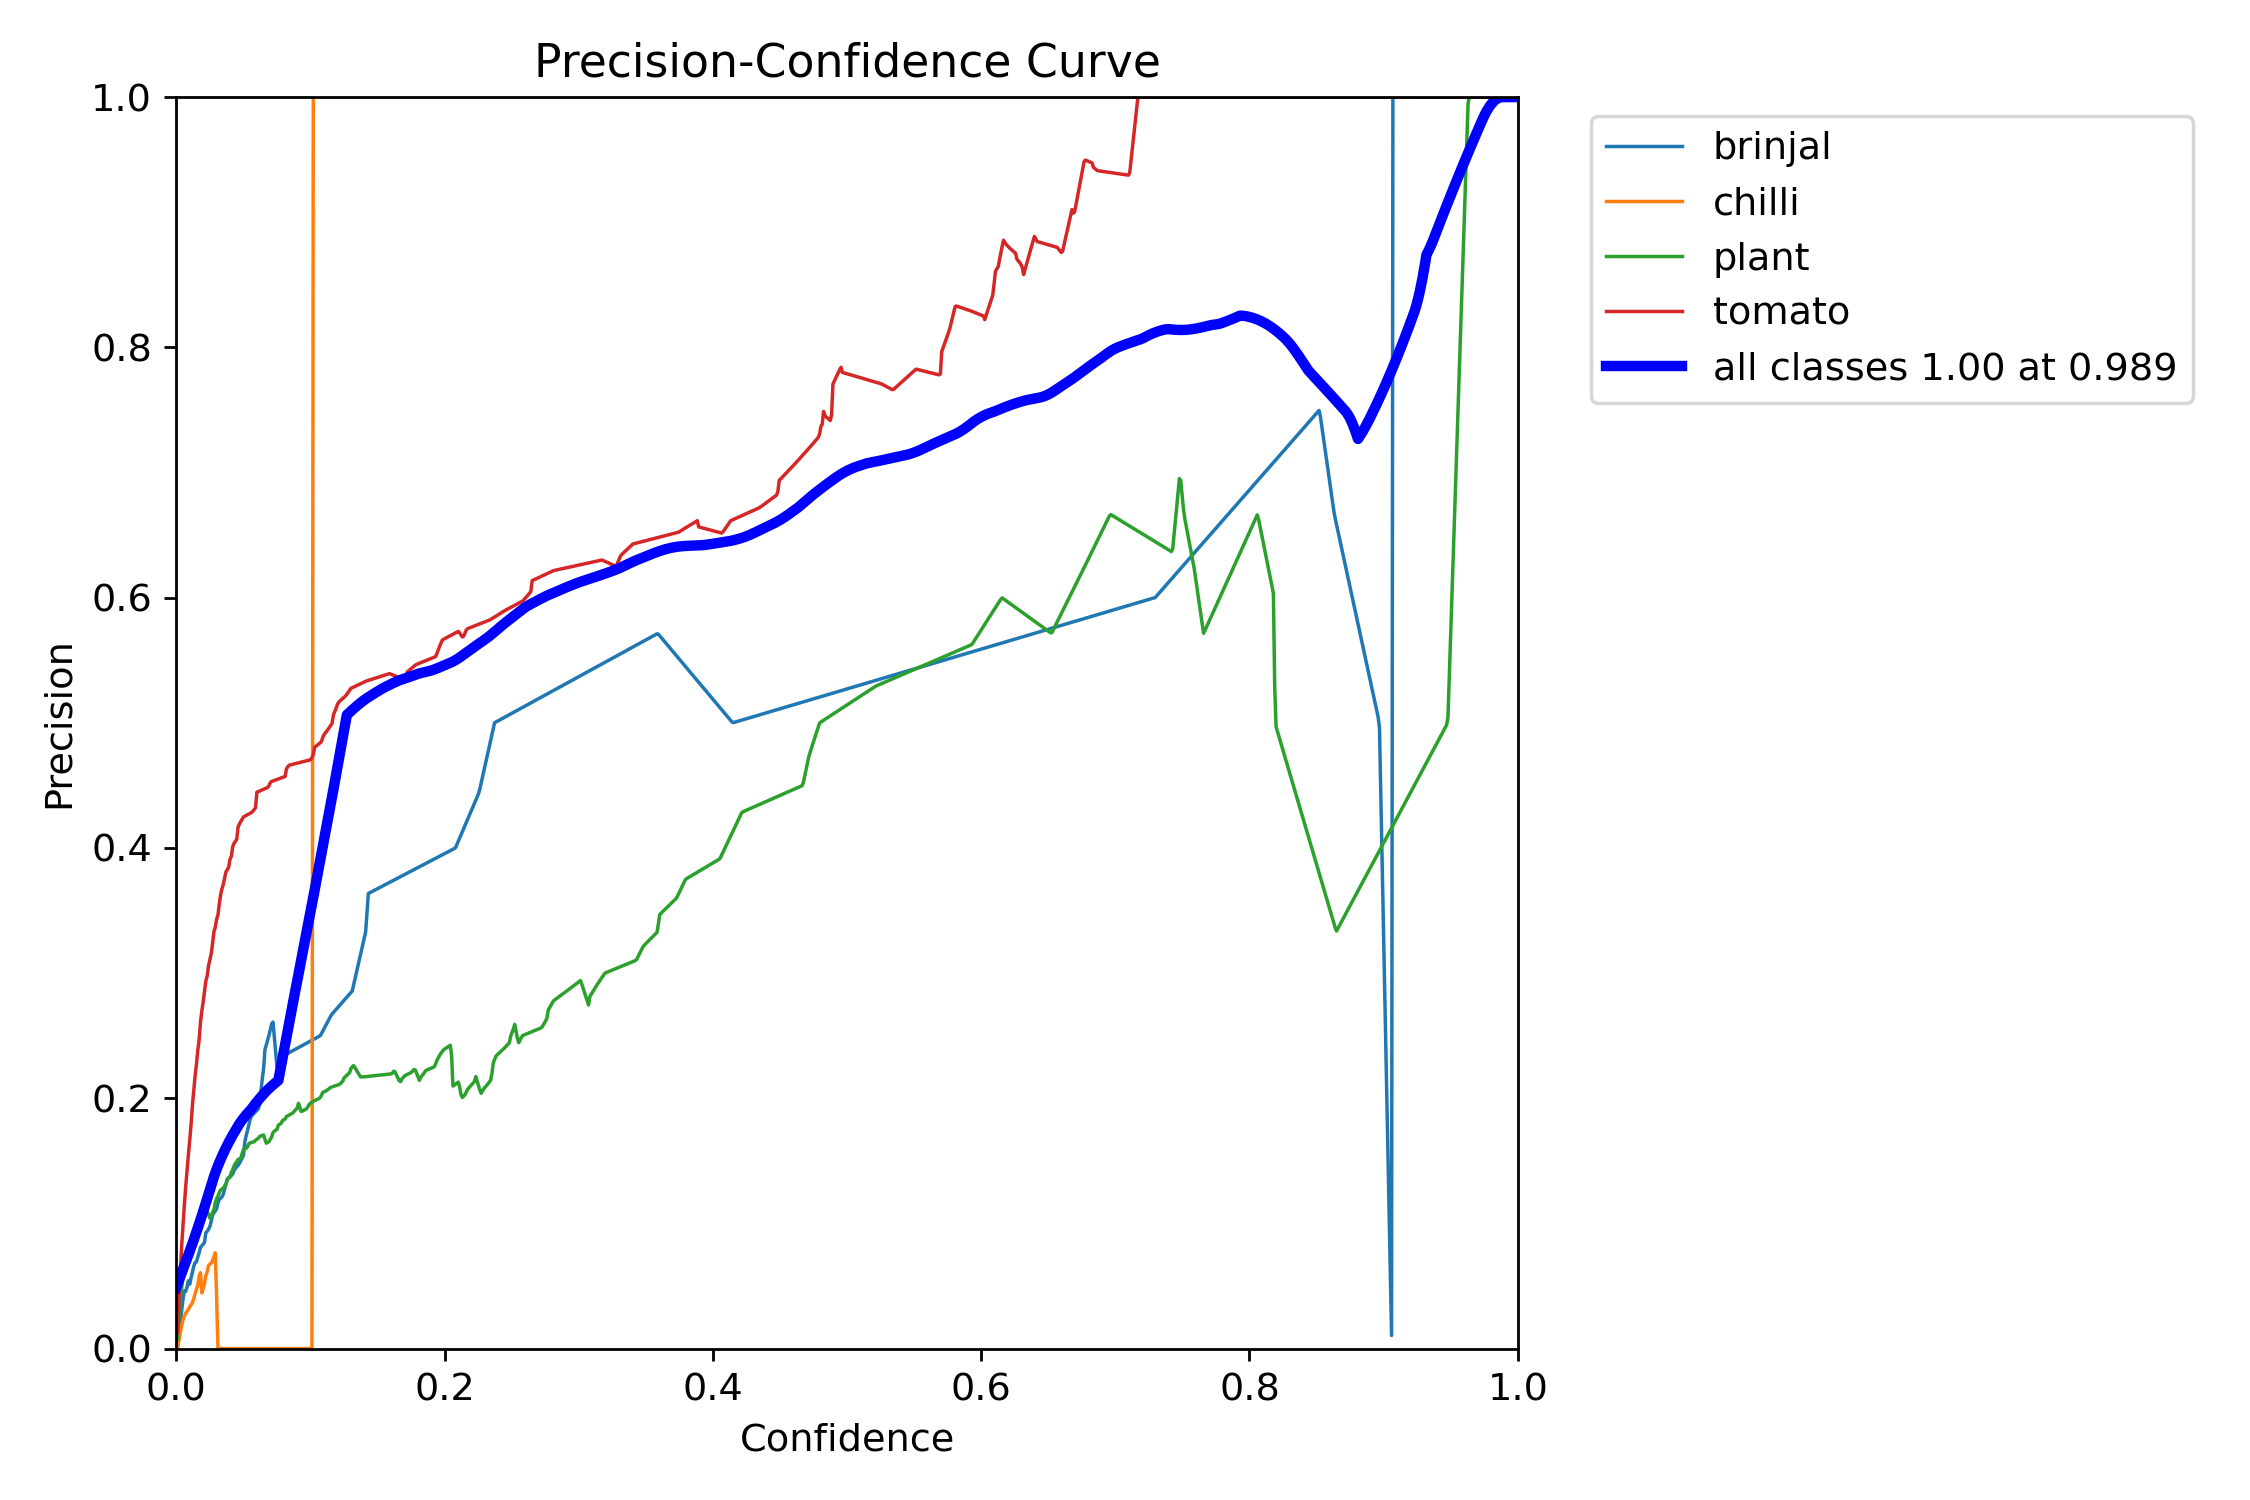 Precision-Confidence Curve
1.0
0.8
0.6
0.4
0.2
0.0
Precision
0.0 0.2 0.4 0.6 0.8 1.0
Confidence
brinjal
chilli
plant
tomato
all classes 1.00 at 0.989